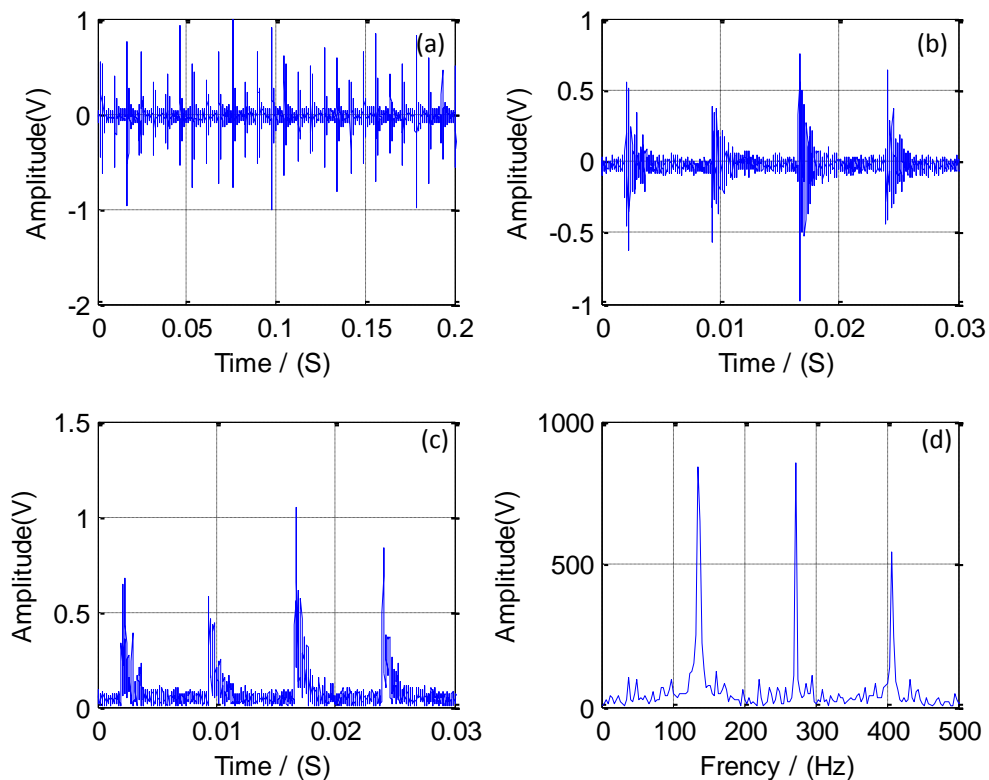 (a)
Amplitude(V)
1
0
-1
-2
0 0.05 0.1 0.15 0.2
Time / (S)
(b)
Amplitude(V)
1
0.5
0
-0.5
-1
0 0.01 0.02 0.03
Time / (S)
(c)
Amplitude(V)
1.5
1
0.5
0
0 0.01 0.02 0.03
Time / (S)
(d)
Amplitude(V)
1000
500
0
0 100 200 300 400 500
Frency / (Hz)